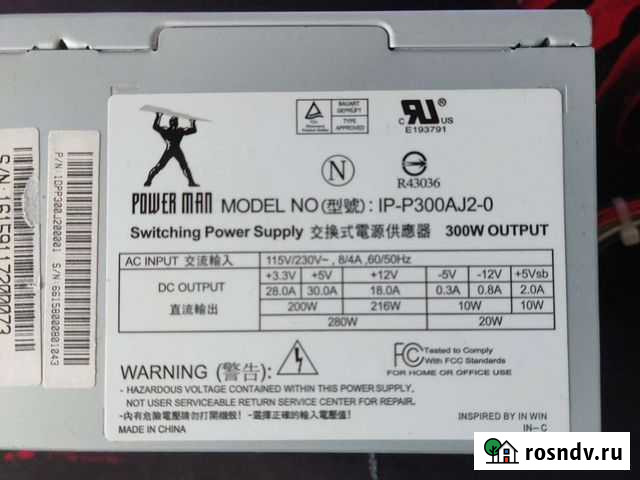 S/N 161591172000073
P/N :1DPP300J200001 S/N:66158000801043
BAUART
GEPRÜFT
TYPE
APPROVED
C UL US
E193791
N
R43036
POWER MAN
MODEL NO(型號): IP-P300AJ2-0
Switching Power Supply 交換式電源供應器 300W OUTPUT
AC INPUT 交流輸入 115V/230V~, 8/4A ,60/50Hz
DC OUTPUT +3.3V +5V +12V -5V -12V +5Vsb
28.0A 30.0A 18.0A 0.3A 0.8A 2.0A
直流輸出 200W 216W 10W 10W
280W 20W
WARNING (警告):
FCC Tested to Comply
With FCC Standards
FOR HOME OR OFFICE USE
- HAZARDOUS VOLTAGE CONTAINED WITHIN THIS POWER SUPPLY.
NOT USER SERVICEABLE RETURN TO SERVICE CENTER FOR REPAIR.
-內有危險電壓請勿打開機殼! -選擇正確的輸入電壓值!
MADE IN CHINA
INSPIRED BY IN WIN
IN-C
rosndv.ru